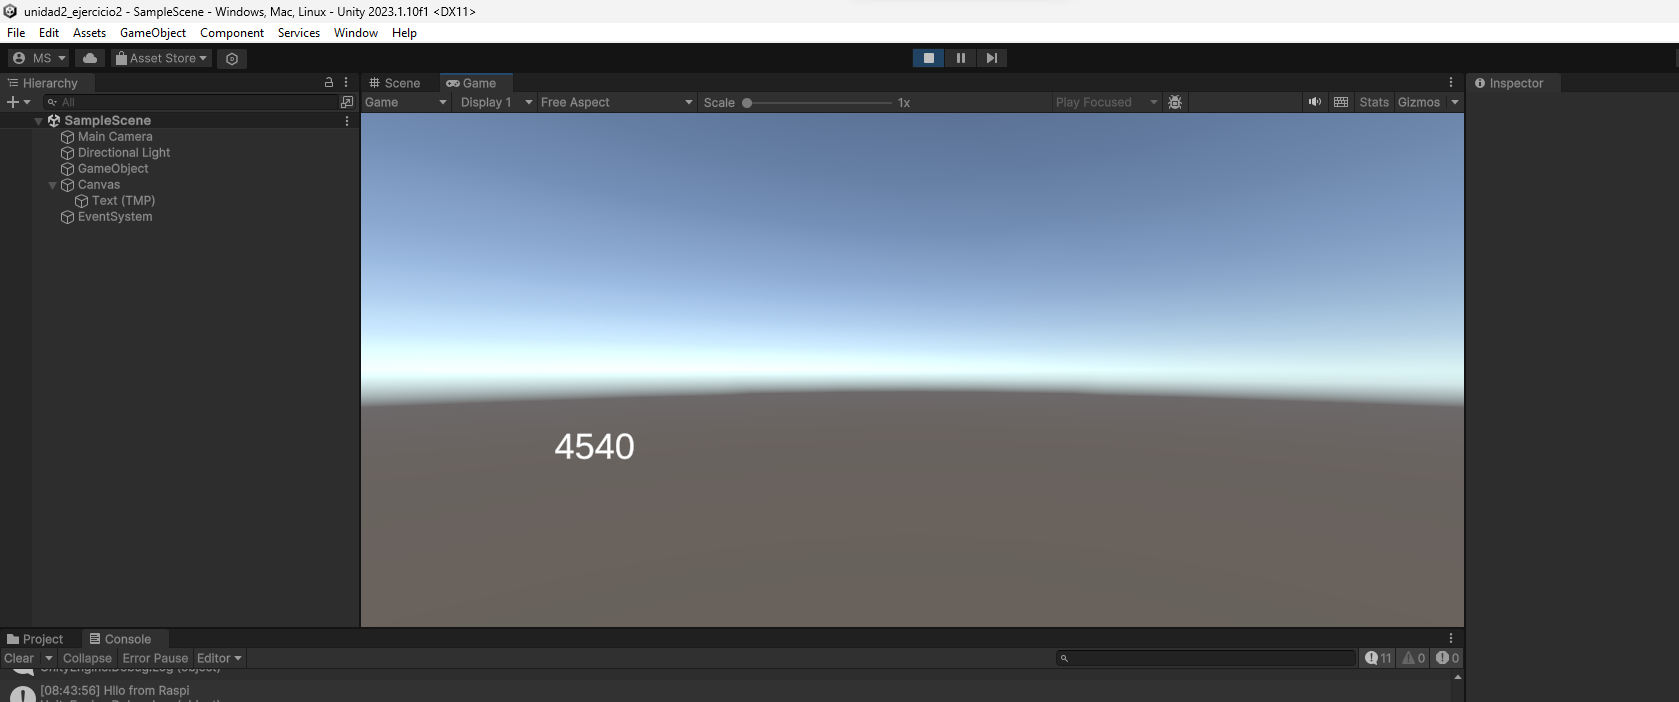 unidad2_ejercicio2 - SampleScene - Windows, Mac, Linux - Unity 2023.1.10f1 <DX11>
File Edit Assets GameObject Component Services Window Help
MS Asset Store
Hierarchy Scene Game Inspector
All Game Display 1 Free Aspect Scale 1x Play Focused Stats Gizmos
SampleScene
Main Camera
Directional Light
GameObject
Canvas
Text (TMP)
EventSystem
4540
Project Console
Clear Collapse Error Pause Editor 11 0 0
[08:43:56] Hllo from Raspi